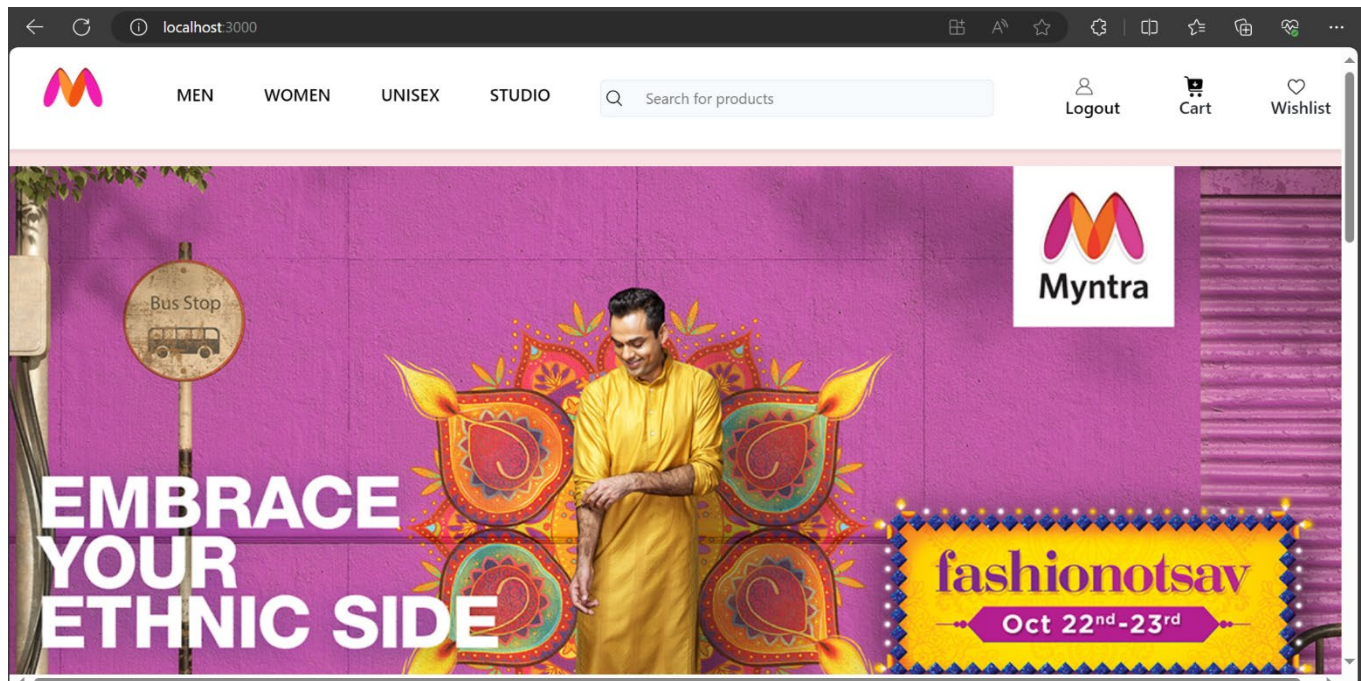 localhost:3000
MEN WOMEN UNISEX STUDIO Search for products Logout Cart Wishlist
Myntra
Bus Stop
EMBRACE
YOUR
ETHNIC SIDE
fashionotsav
Oct 22nd-23rd